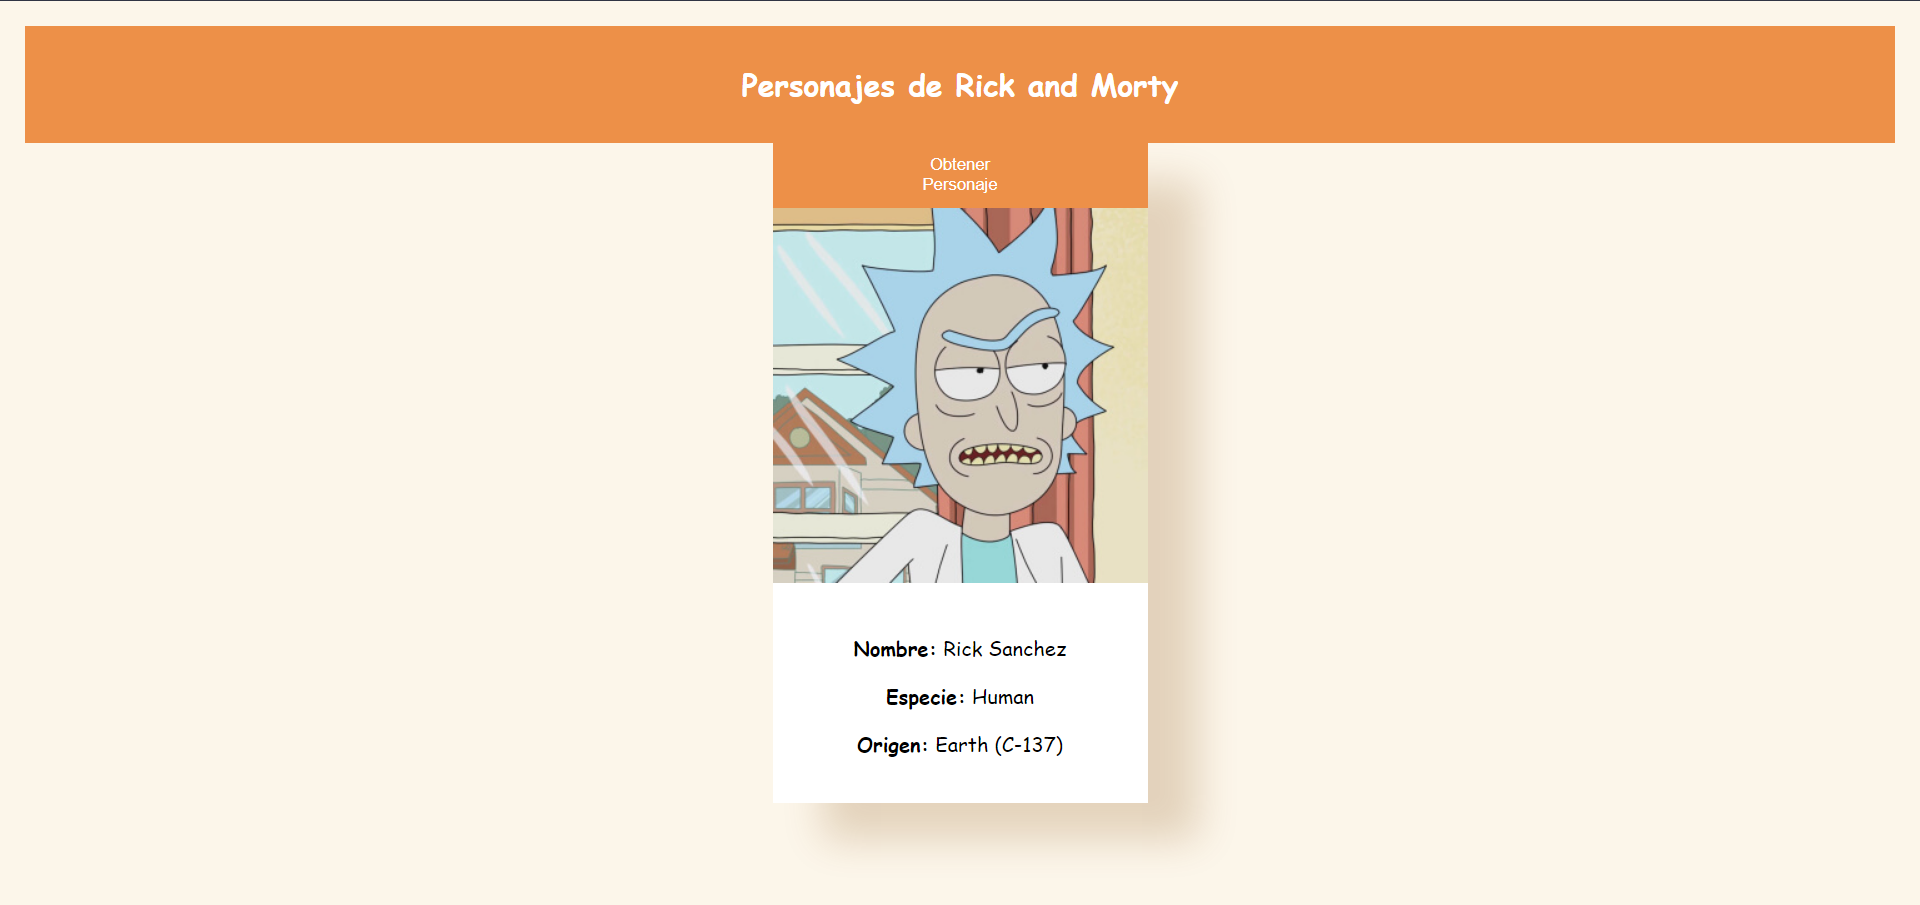 Personajes de Rick and Morty
Obtener
Personaje
Nombre: Rick Sanchez
Especie: Human
Origen: Earth (C-137)